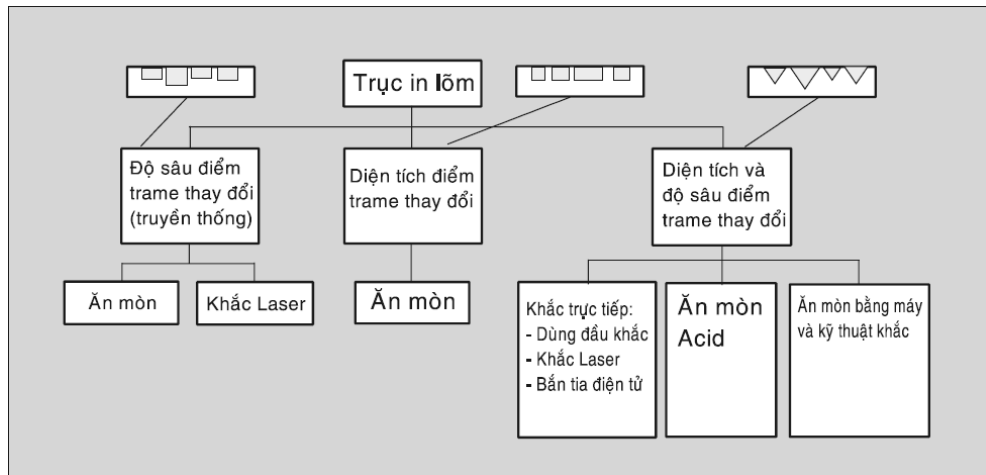 Trục in lõm
Độ sâu điểm
trame thay đổi
(truyền thống)
Diện tích điểm
trame thay đổi
Diện tích và
độ sâu điểm
trame thay đổi
Ăn mòn
Khắc Laser
Ăn mòn
Khắc trực tiếp:
- Dùng đầu khắc
- Khắc Laser
- Bắn tia điện tử
Ăn mòn
Acid
Ăn mòn bằng máy
và kỹ thuật khắc